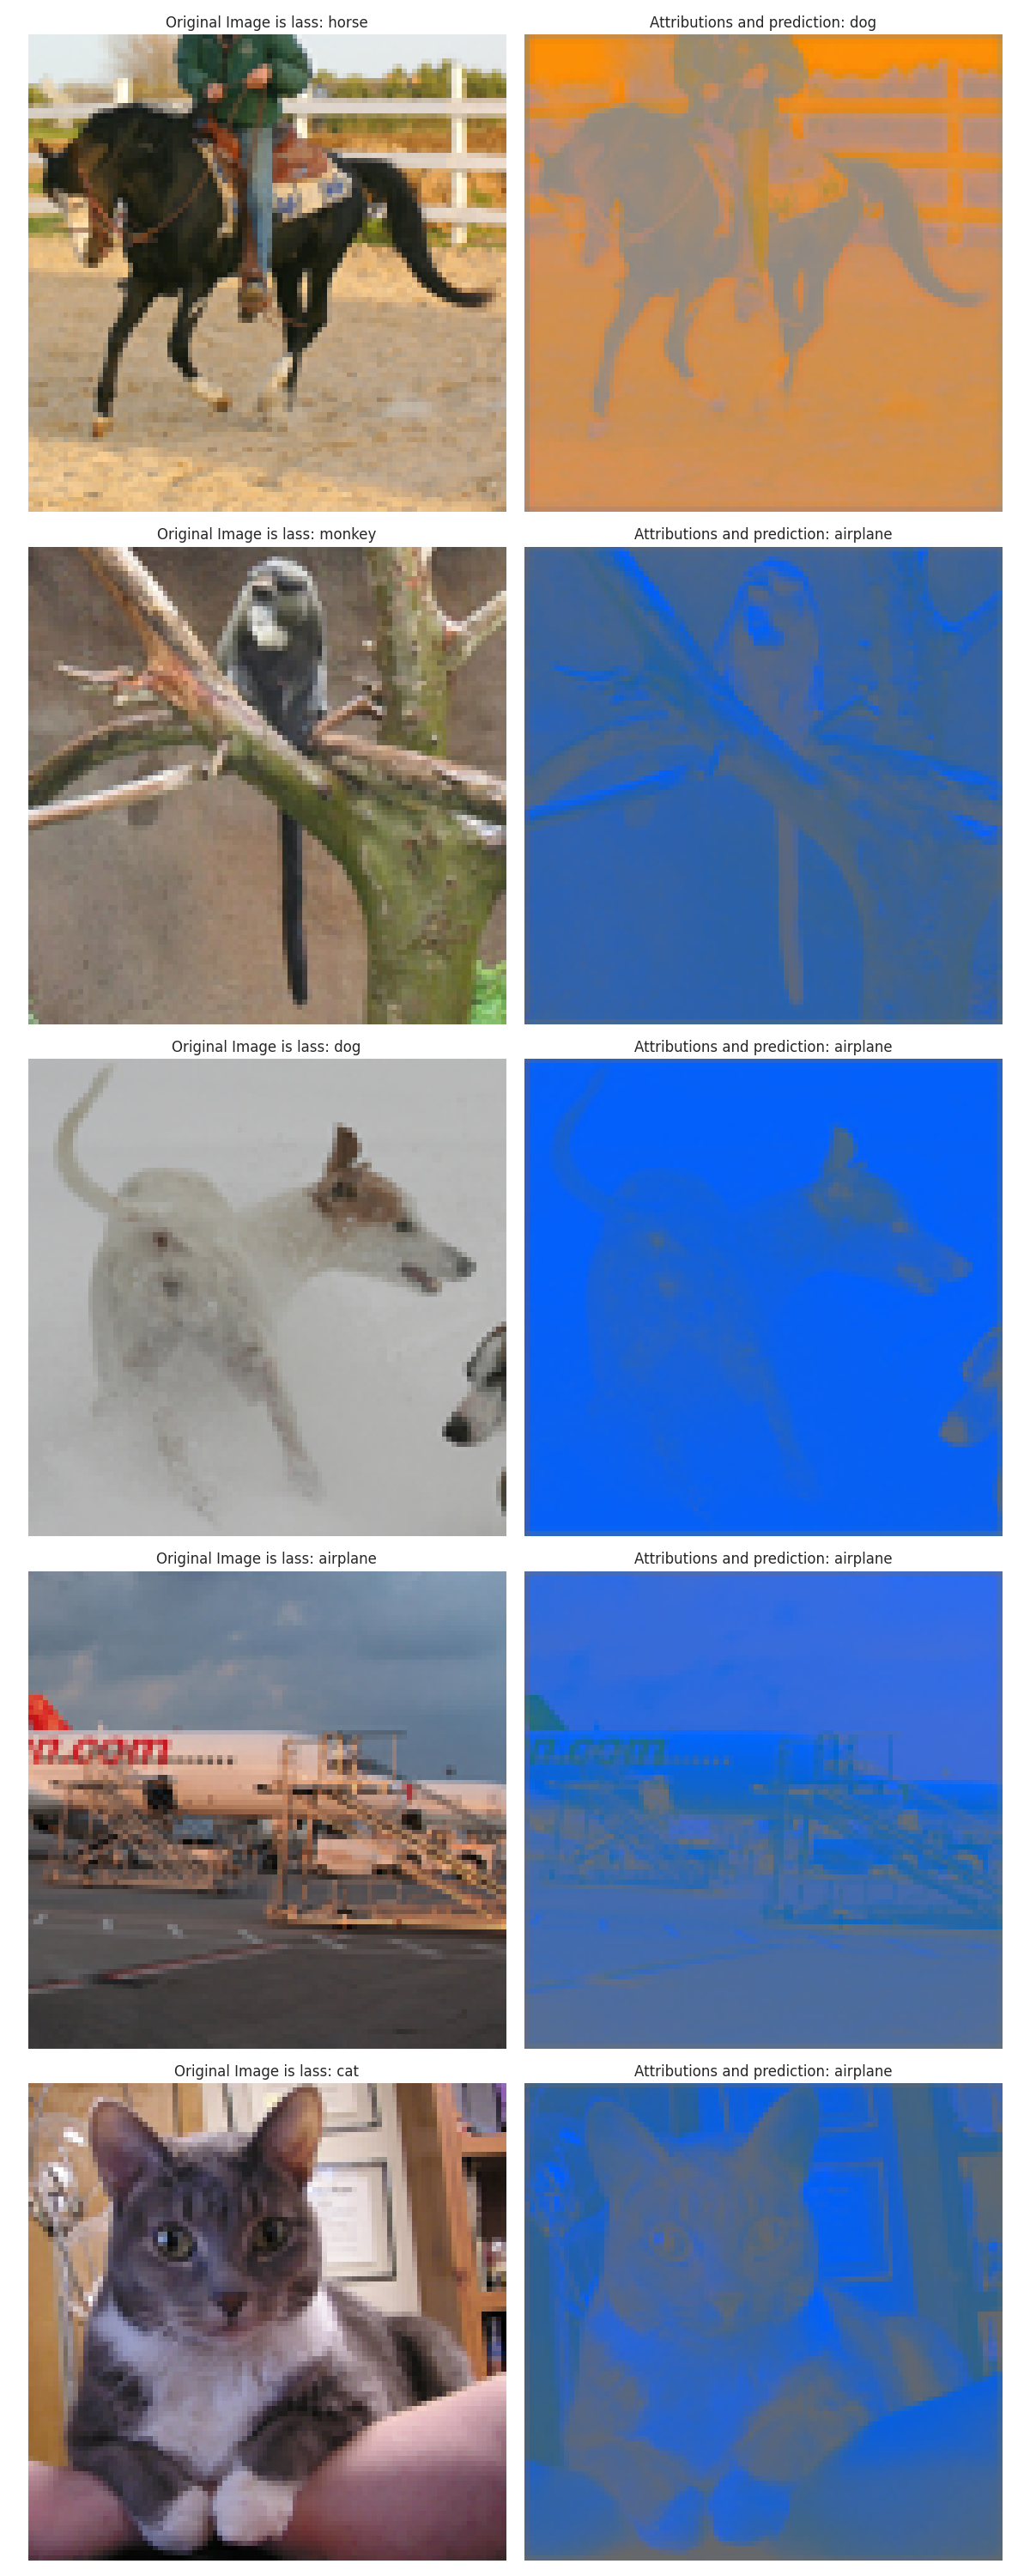 Original Image is lass: horse
Attributions and prediction: dog
Original Image is lass: monkey
Attributions and prediction: airplane
Original Image is lass: dog
Attributions and prediction: airplane
Original Image is lass: airplane
Attributions and prediction: airplane
n.com
n.com
Original Image is lass: cat
Attributions and prediction: airplane